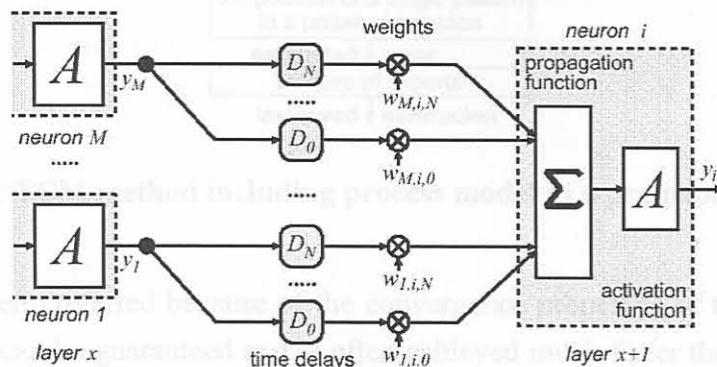 weights
neuron i
A
y_M
D_N
w_{M,i,N}
propagation
function
neuron M
.....
.....
D_0
w_{M,i,0}
Σ
A
y_i
.....
A
y_1
D_N
w_{1,i,N}
neuron 1
.....
D_0
activation
function
layer x
time delays
w_{1,i,0}
layer x+1